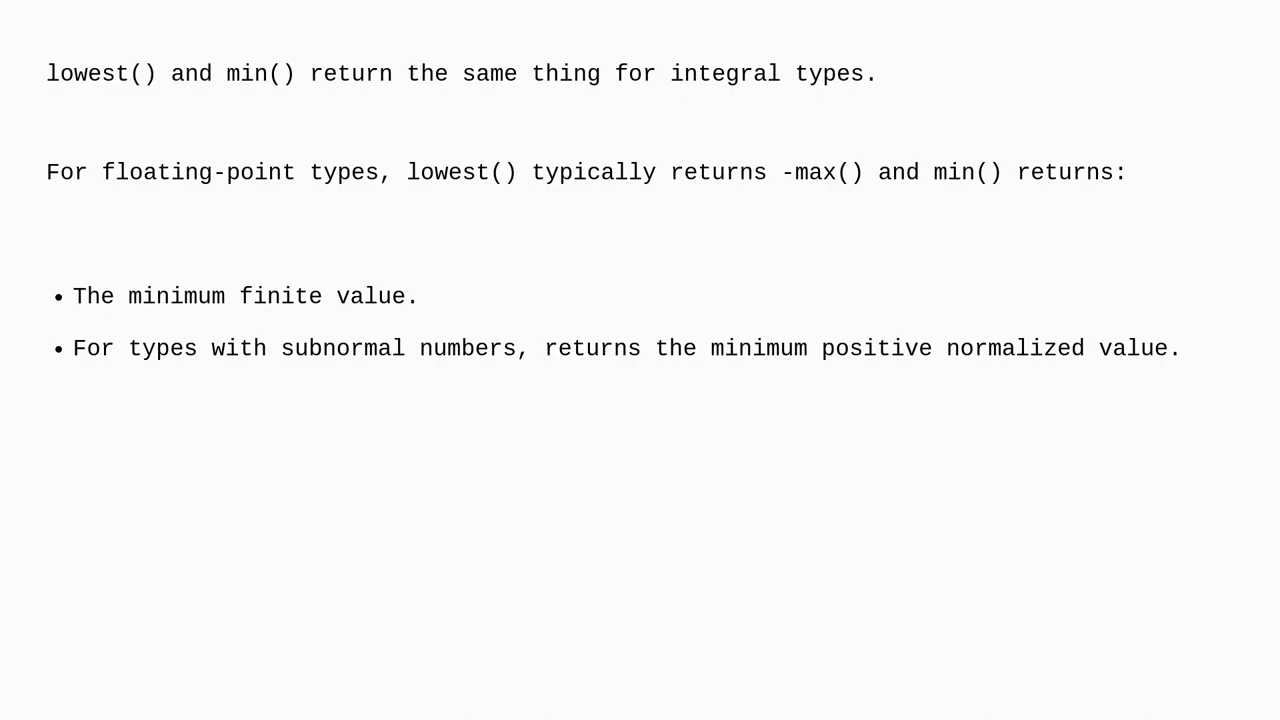 lowest() and min() return the same thing for integral types.
For floating-point types, lowest() typically returns -max() and min() returns:
• The minimum finite value.
• For types with subnormal numbers, returns the minimum positive normalized value.